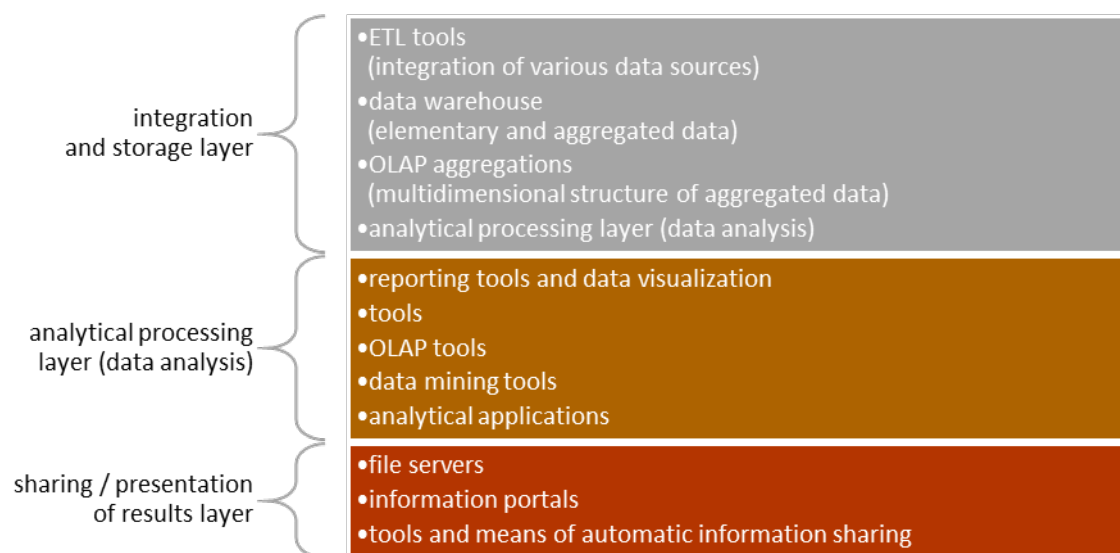 integration
and storage layer
•ETL tools
(integration of various data sources)
•data warehouse
(elementary and aggregated data)
•OLAP aggregations
(multidimensional structure of aggregated data)
•analytical processing layer (data analysis)
analytical processing
layer (data analysis)
•reporting tools and data visualization
•tools
•OLAP tools
•data mining tools
•analytical applications
sharing / presentation
of results layer
•file servers
•information portals
•tools and means of automatic information sharing